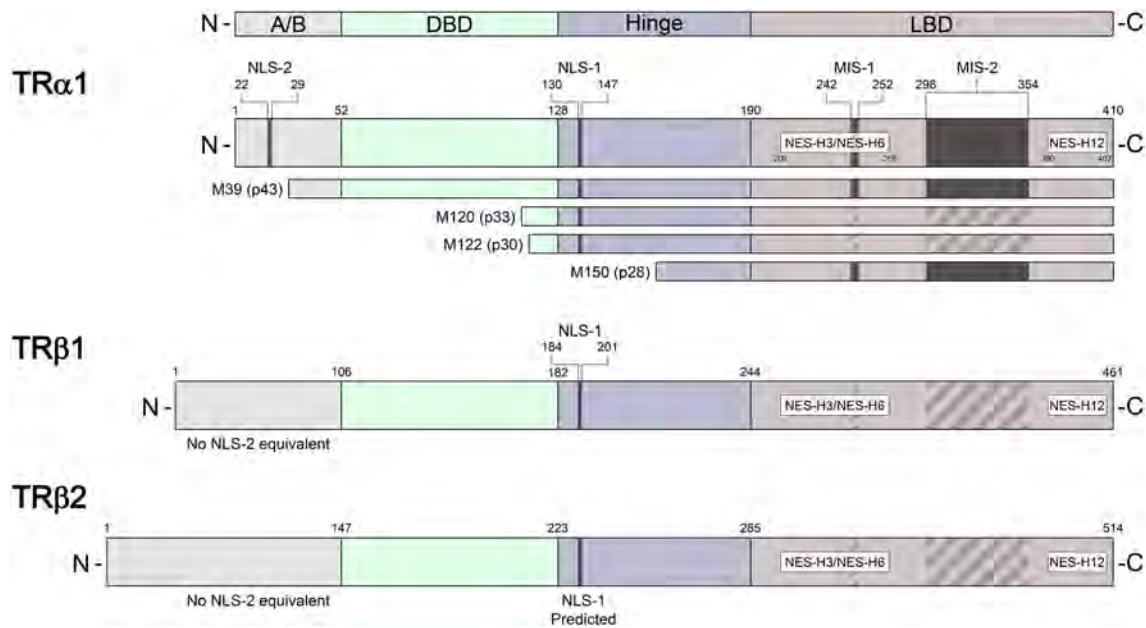 N - A/B DBD Hinge LBD -C
TRα1
NLS-2 NLS-1 MIS-1 MIS-2
22 29 130 147 242 252 298 354
1 52 128 190 410
N - NES-H3/NES-H6 NES-H12 -C
M39 (p43)
M120 (p33)
M122 (p30)
M150 (p28)
TRβ1
NLS-1
184 201
1 106 182 244 461
N - NES-H3/NES-H6 NES-H12 -C
No NLS-2 equivalent
TRβ2
1 147 223 285 514
N - NES-H3/NES-H6 NES-H12 -C
No NLS-2 equivalent NLS-1
Predicted